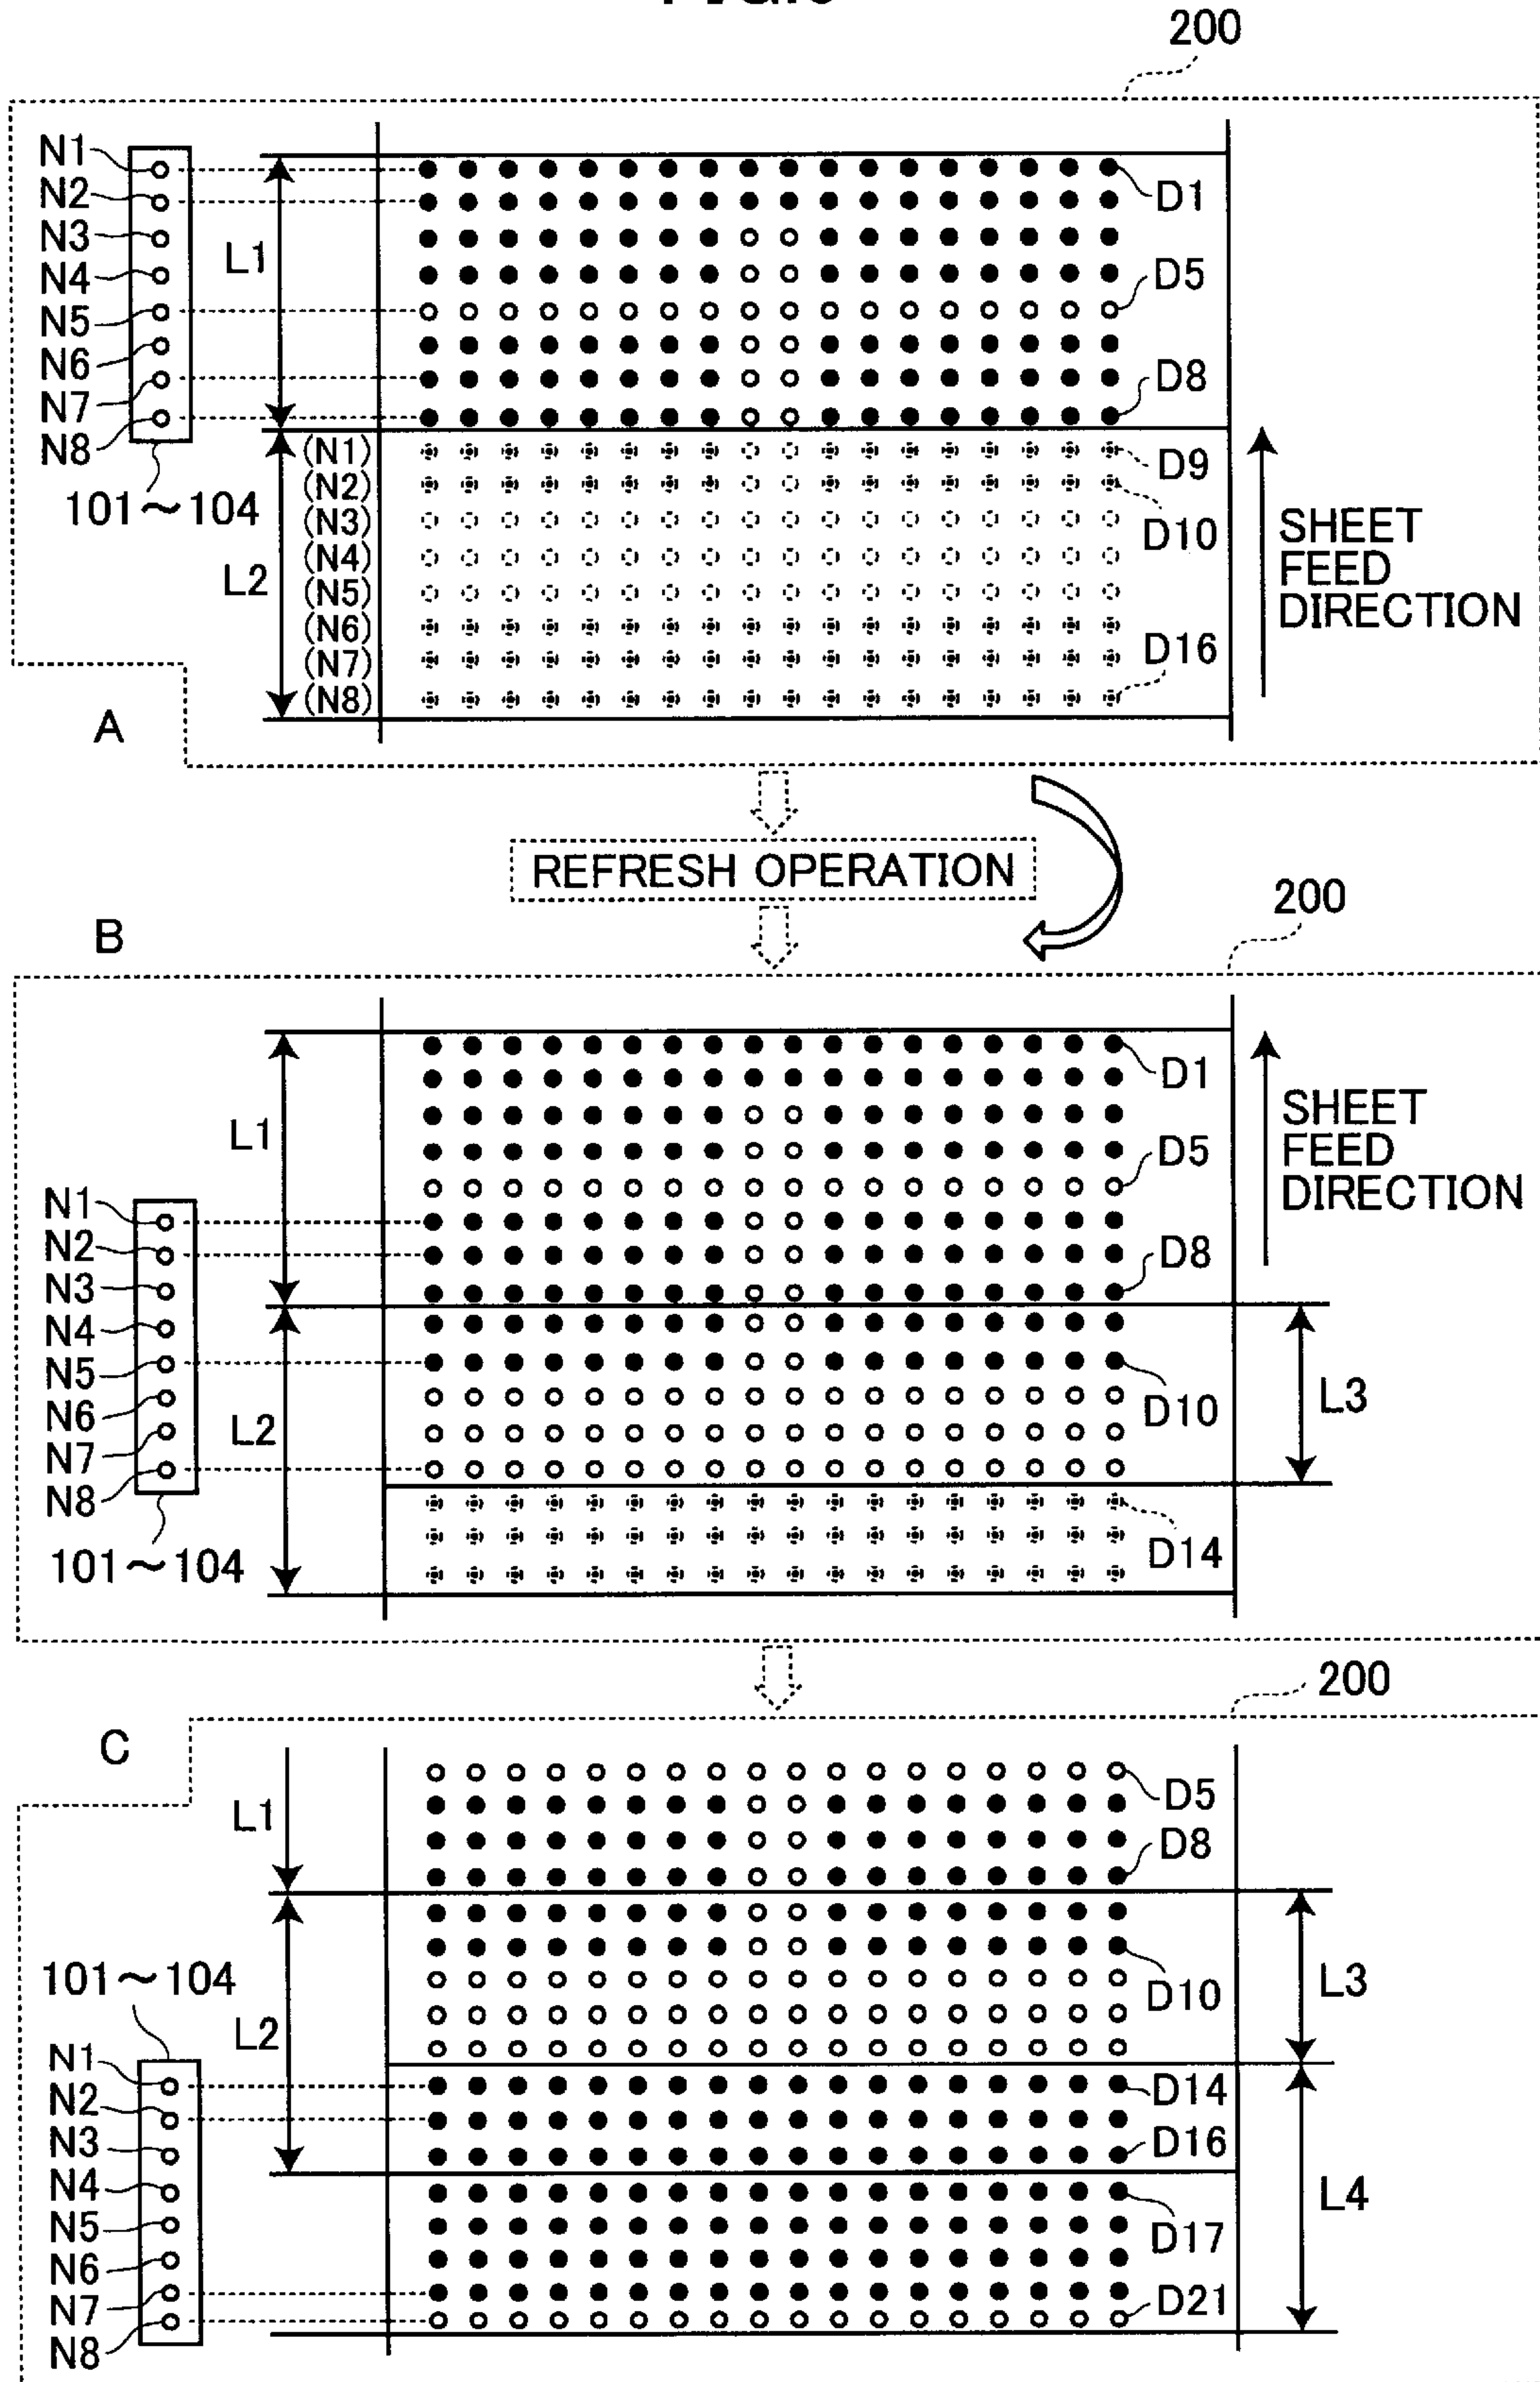 200
N1
N2
N3
N4
N5
N6
N7
N8
101～104
L1
L2
(N1)
(N2)
(N3)
(N4)
(N5)
(N6)
(N7)
(N8)
D1
D5
D8
D9
D10
D16
SHEET
FEED
DIRECTION
A
REFRESH OPERATION
B
200
N1
N2
N3
N4
N5
N6
N7
N8
101～104
L1
L2
D1
D5
D8
D10
D14
L3
SHEET
FEED
DIRECTION
C
200
L1
L2
101～104
N1
N2
N3
N4
N5
N6
N7
N8
D5
D8
D10
D14
D16
D17
D21
L3
L4